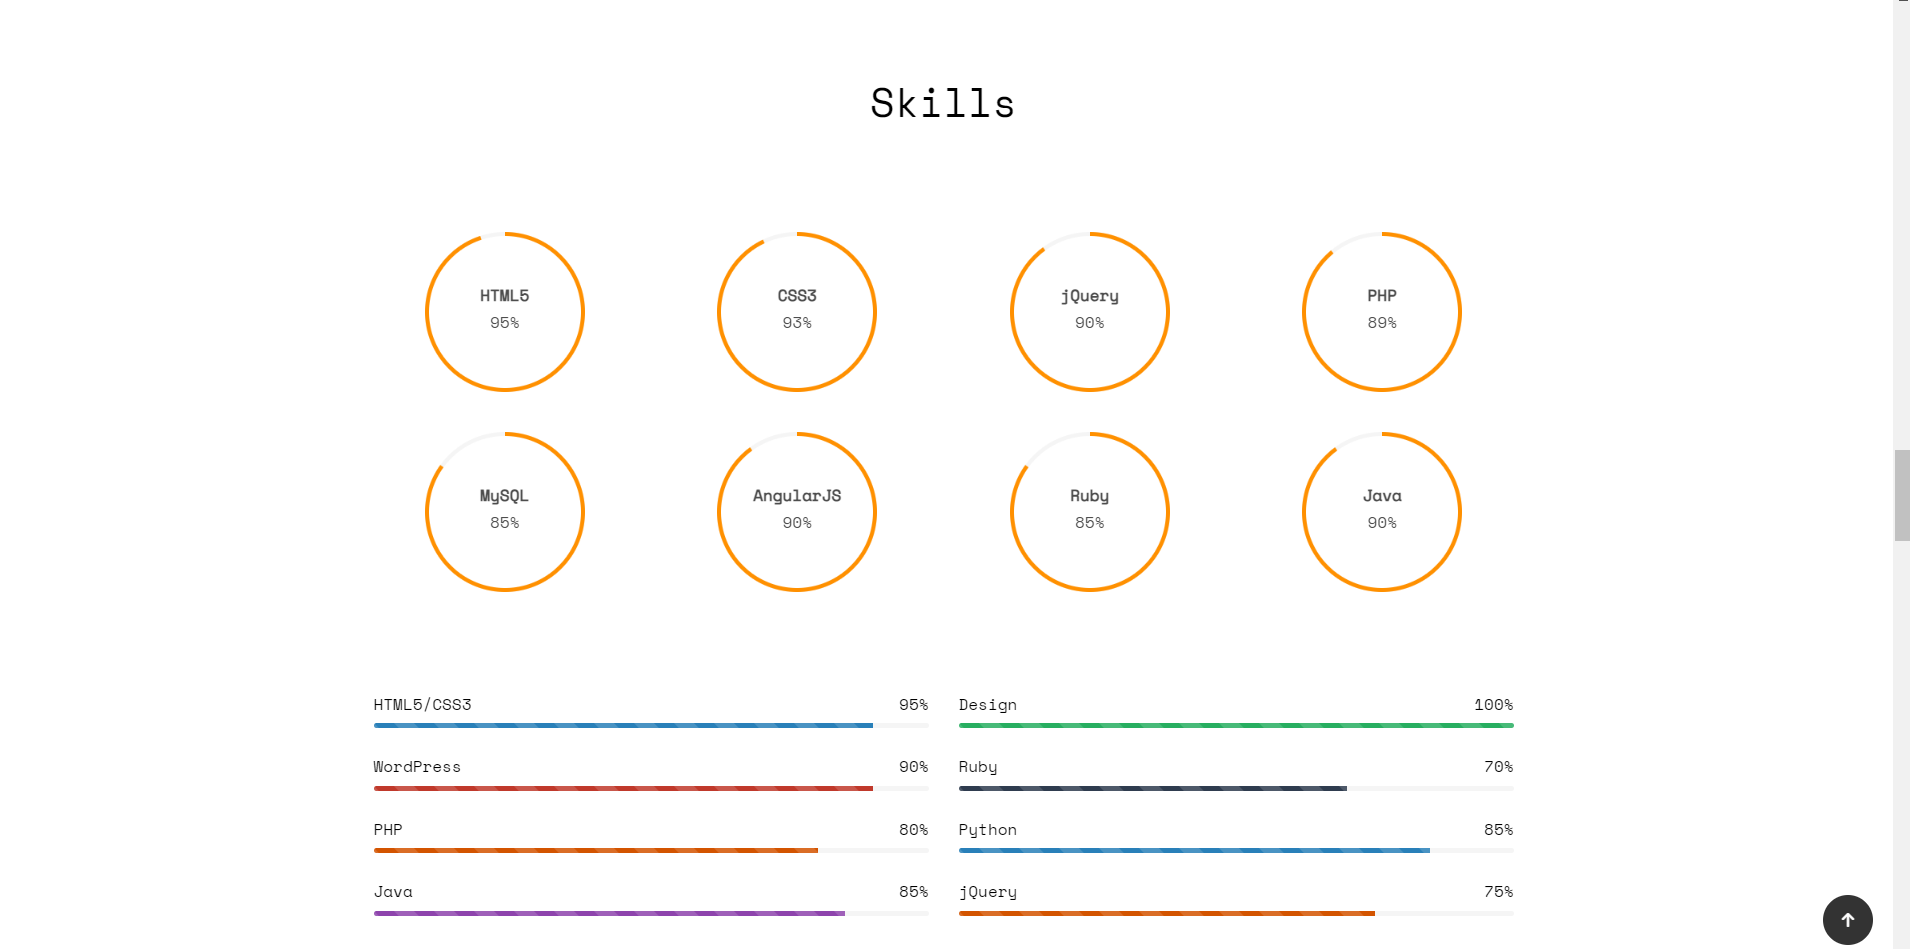 Skills
HTML5
95%
CSS3
93%
jQuery
90%
PHP
89%
MySQL
85%
AngularJS
90%
Ruby
85%
Java
90%
HTML5/CSS3 95%
Design 100%
WordPress 90%
Ruby 70%
PHP 80%
Python 85%
Java 85%
jQuery 75%